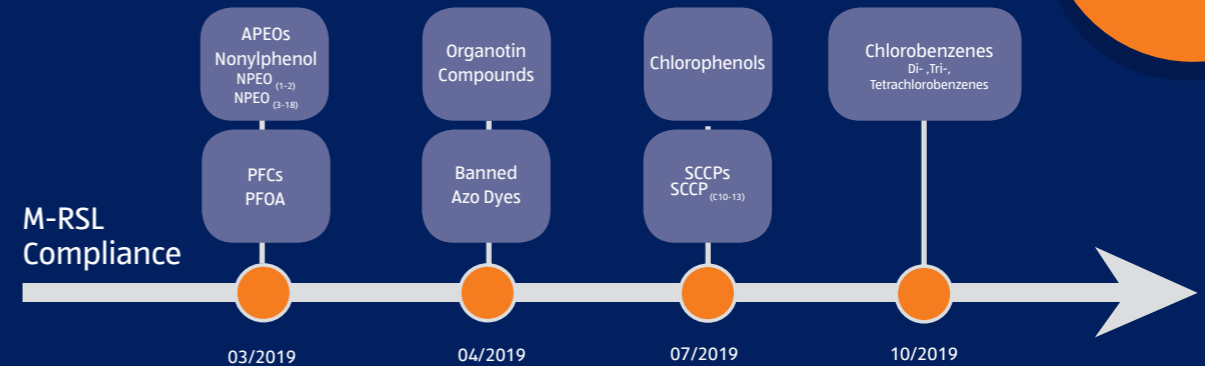 APEOs
Nonylphenol
NPEO (1-2)
NPEO (3-18)
PFCs
PFOA
Organotin
Compounds
Banned
Azo Dyes
Chlorophenols
SCCPs
SCCP (C10-13)
Chlorobenzenes
Di- ,Tri-,
Tetrachlorobenzenes
M-RSL
Compliance
03/2019
04/2019
07/2019
10/2019